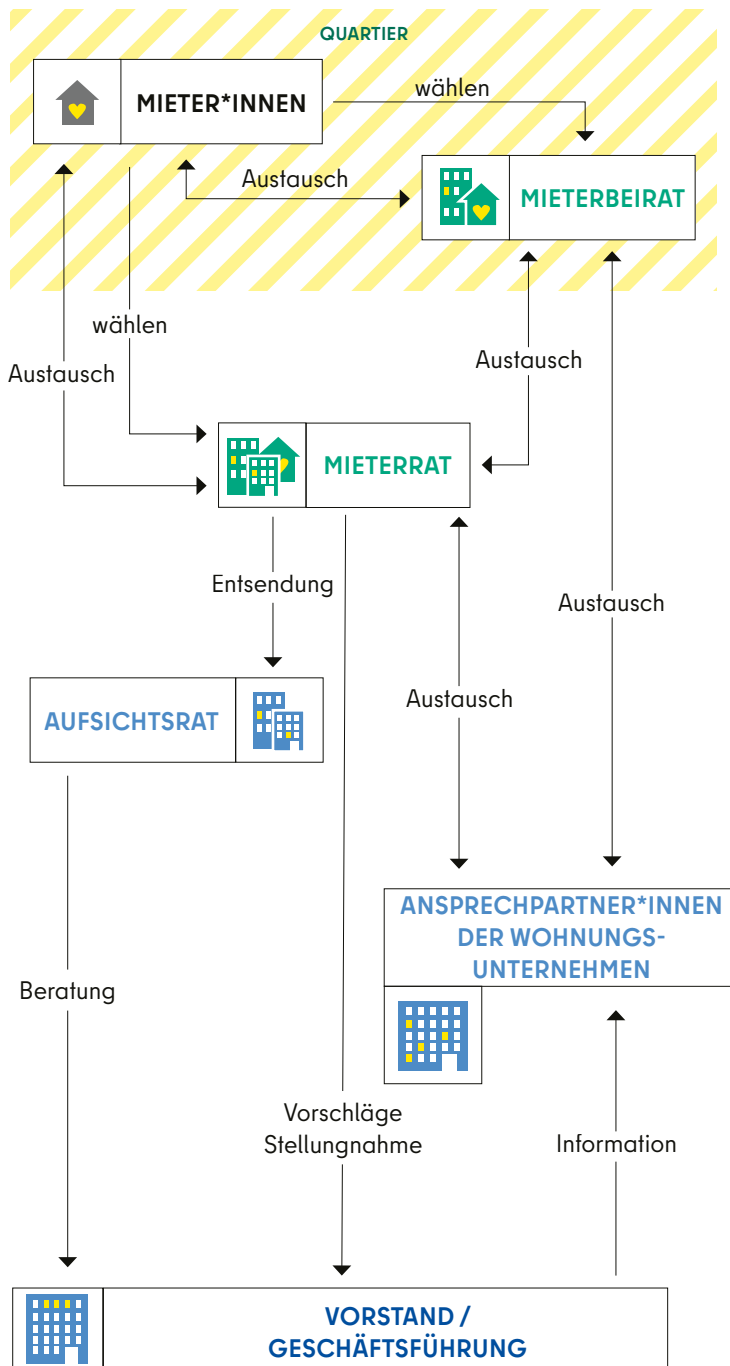 QUARTIER
MIETER*INNEN
wählen
Austausch
MIETERBEIRAT
wählen
Austausch
Austausch
MIETERRAT
Entsendung
Austausch
AUFSICHTSRAT
Austausch
ANSPRECHPARTNER*INNEN
DER WOHNUNGS-
UNTERNEHMEN
Beratung
Vorschläge
Stellungnahme
Information
VORSTAND /
GESCHÄFTSFÜHRUNG